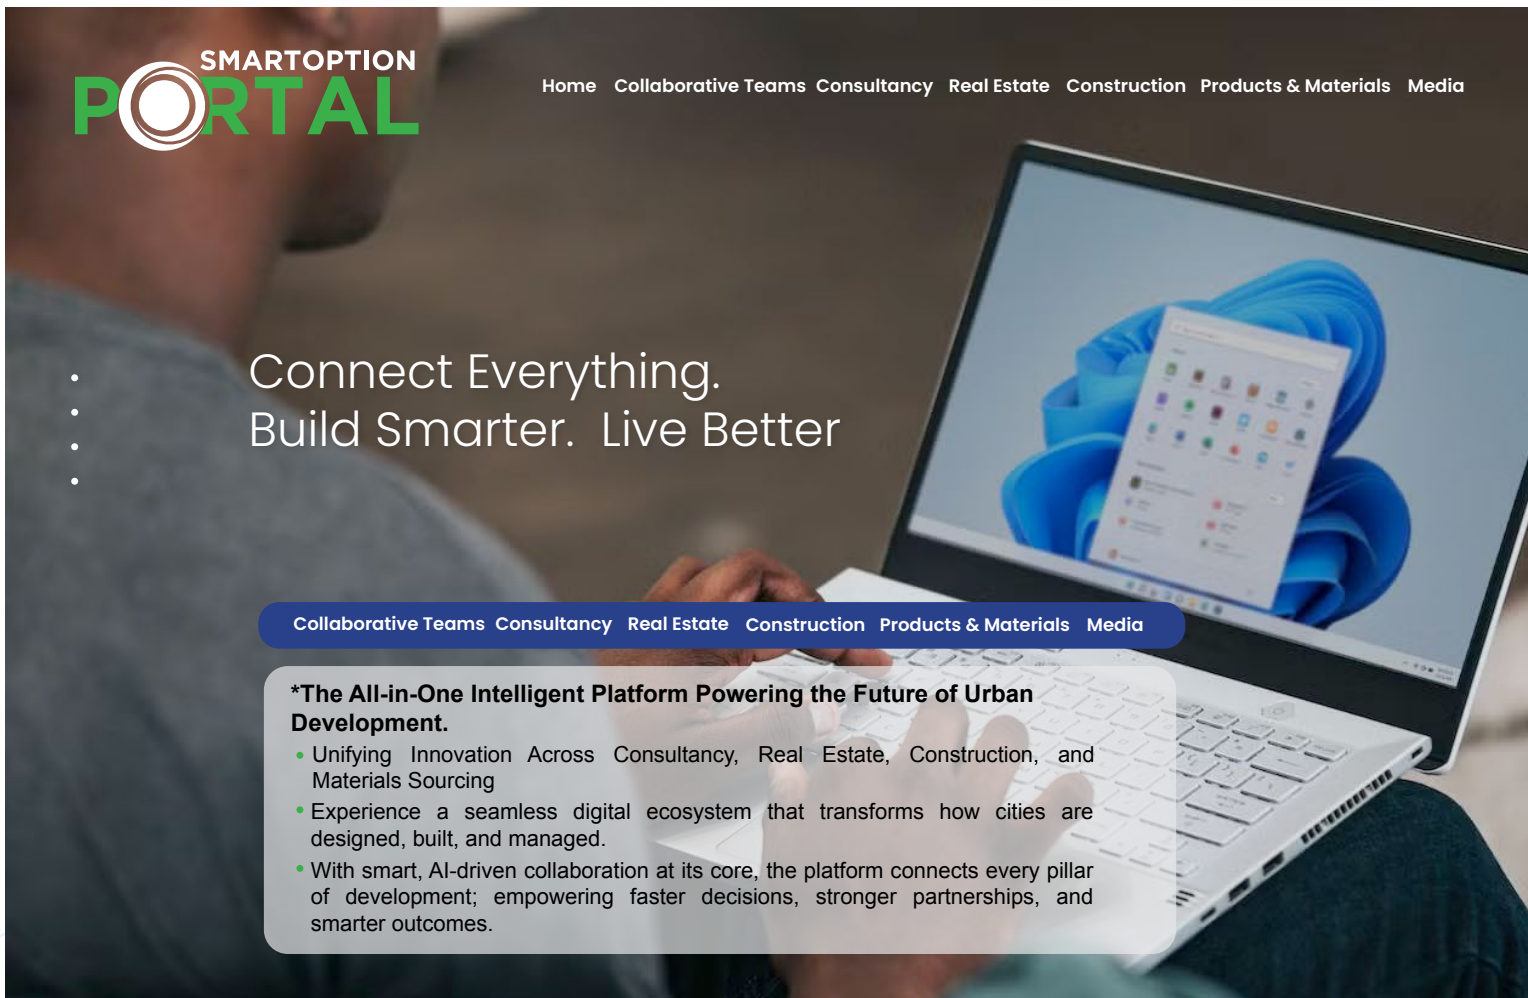 SMARTOPTION
PORTAL
Home Collaborative Teams Consultancy Real Estate Construction Products & Materials Media
Connect Everything.
Build Smarter. Live Better
Collaborative Teams Consultancy Real Estate Construction Products & Materials Media
*The All-in-One Intelligent Platform Powering the Future of Urban
Development.
• Unifying Innovation Across Consultancy, Real Estate, Construction, and
Materials Sourcing
• Experience a seamless digital ecosystem that transforms how cities are
designed, built, and managed.
• With smart, AI-driven collaboration at its core, the platform connects every pillar
of development; empowering faster decisions, stronger partnerships, and
smarter outcomes.